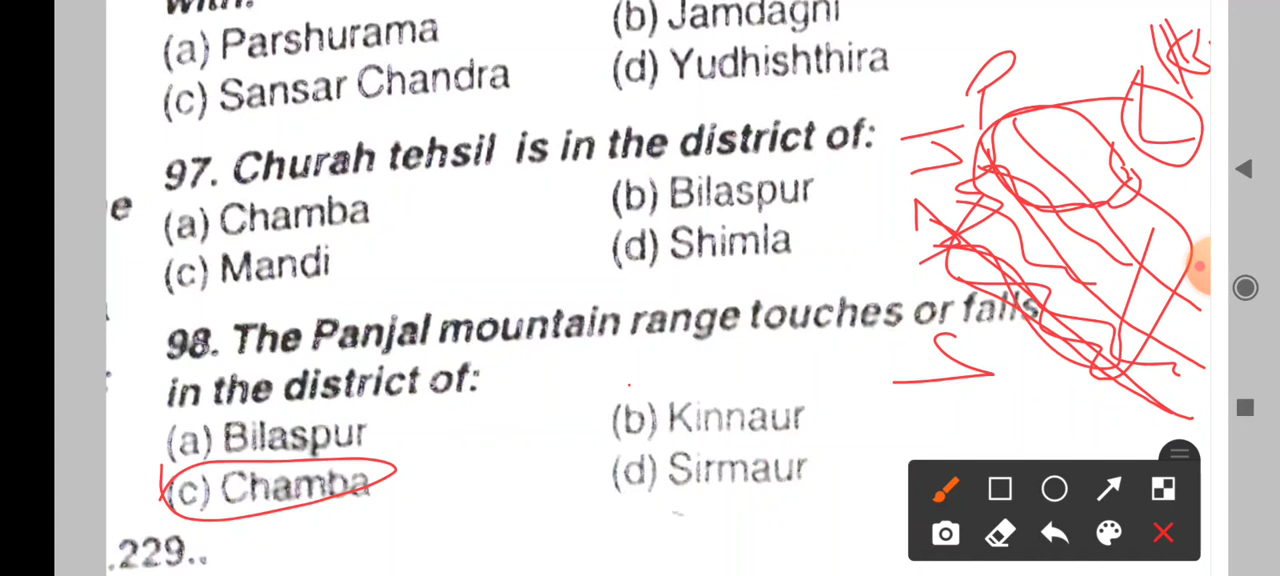 (a) Parshurama (b) Jamdagni
(c) Sansar Chandra (d) Yudhishthira
97. Churah tehsil is in the district of:
(a) Chamba (b) Bilaspur
(c) Mandi (d) Shimla
e
98. The Panjal mountain range touches or falls
in the district of:
(a) Bilaspur (b) Kinnaur
(c) Chamba (d) Sirmaur
.229..